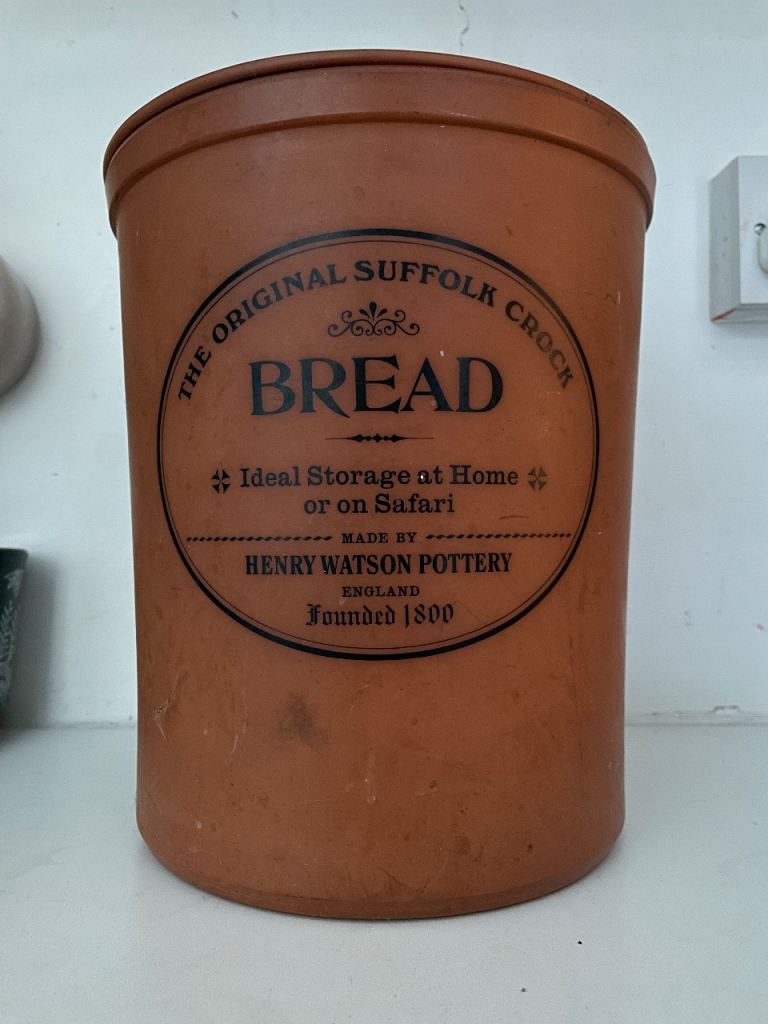 THE ORIGINAL SUFFOLK CROCK
BREAD
Ideal Storage at Home
or on Safari
MADE BY
HENRY WATSON POTTERY
ENGLAND
Founded 1800